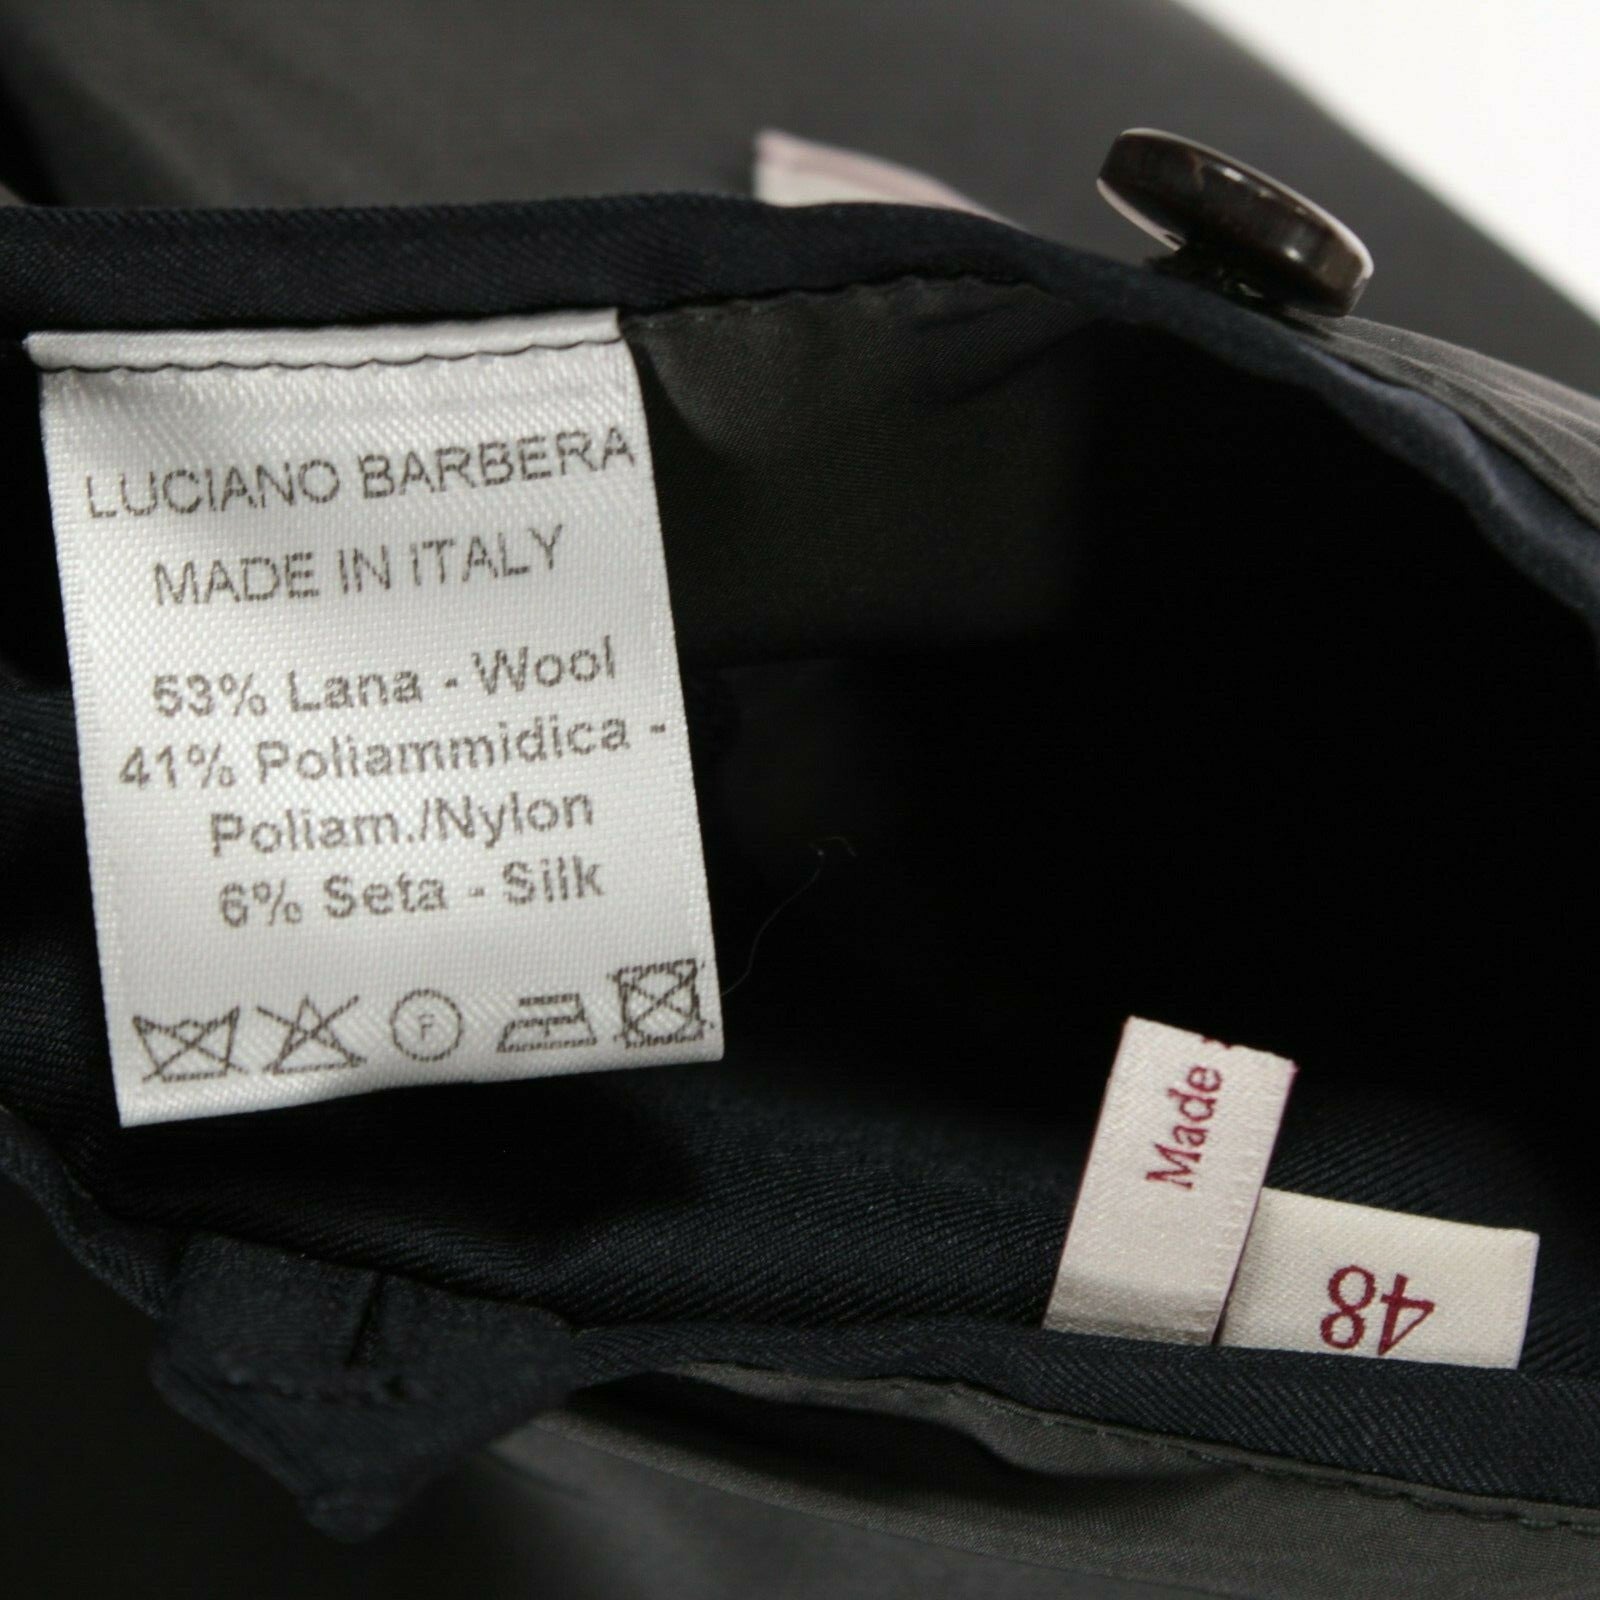 LUCIANO BARBERA
MADE IN ITALY
53% Lana - Wool
41% Poliammidica -
Poliam./Nylon
6% Seta - Silk
F
Made
48